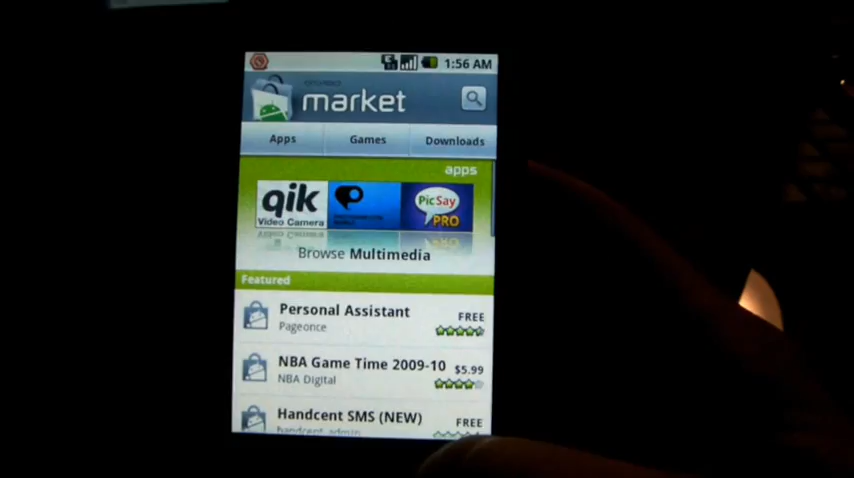 1:56 AM
market
Apps Games Downloads
apps
qik
Video Camera
PicSay
PRO
Browse Multimedia
Featured
Personal Assistant FREE
Pageonce
NBA Game Time 2009-10 $5.99
NBA Digital
Handcent SMS (NEW) FREE
handcent_admin